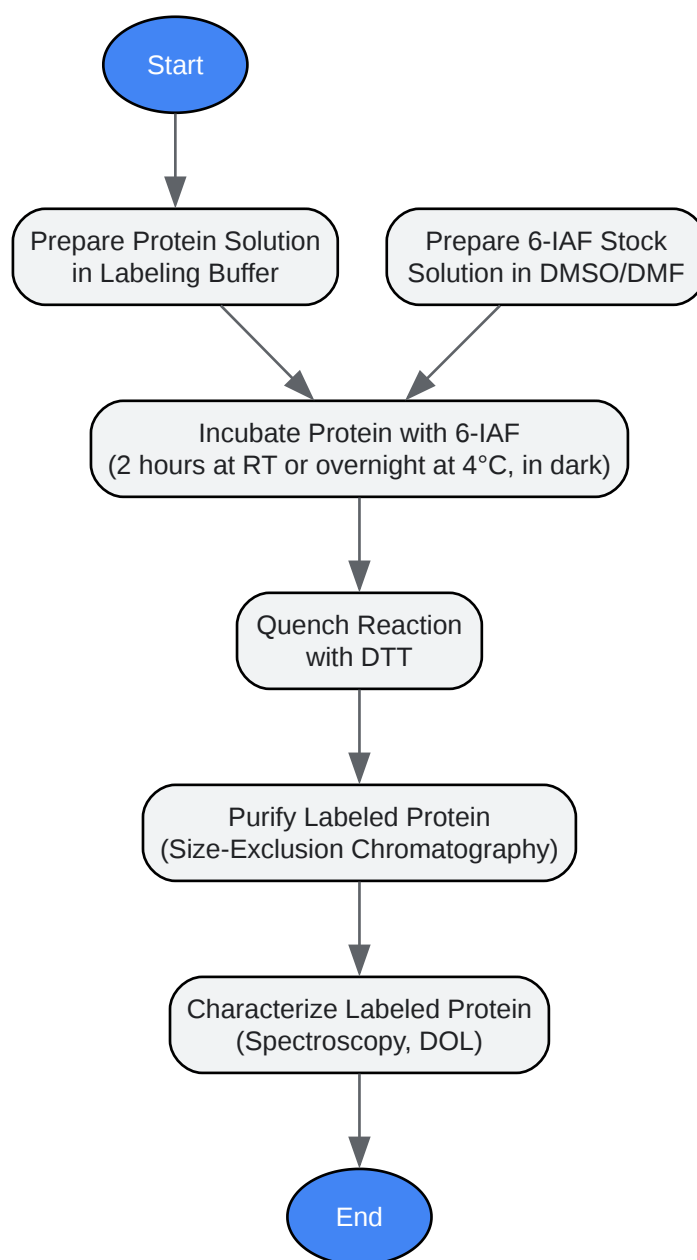 Start
Prepare Protein Solution
in Labeling Buffer
Prepare 6-IAF Stock
Solution in DMSO/DMF
Incubate Protein with 6-IAF
(2 hours at RT or overnight at 4°C, in dark)
Quench Reaction
with DTT
Purify Labeled Protein
(Size-Exclusion Chromatography)
Characterize Labeled Protein
(Spectroscopy, DOL)
End